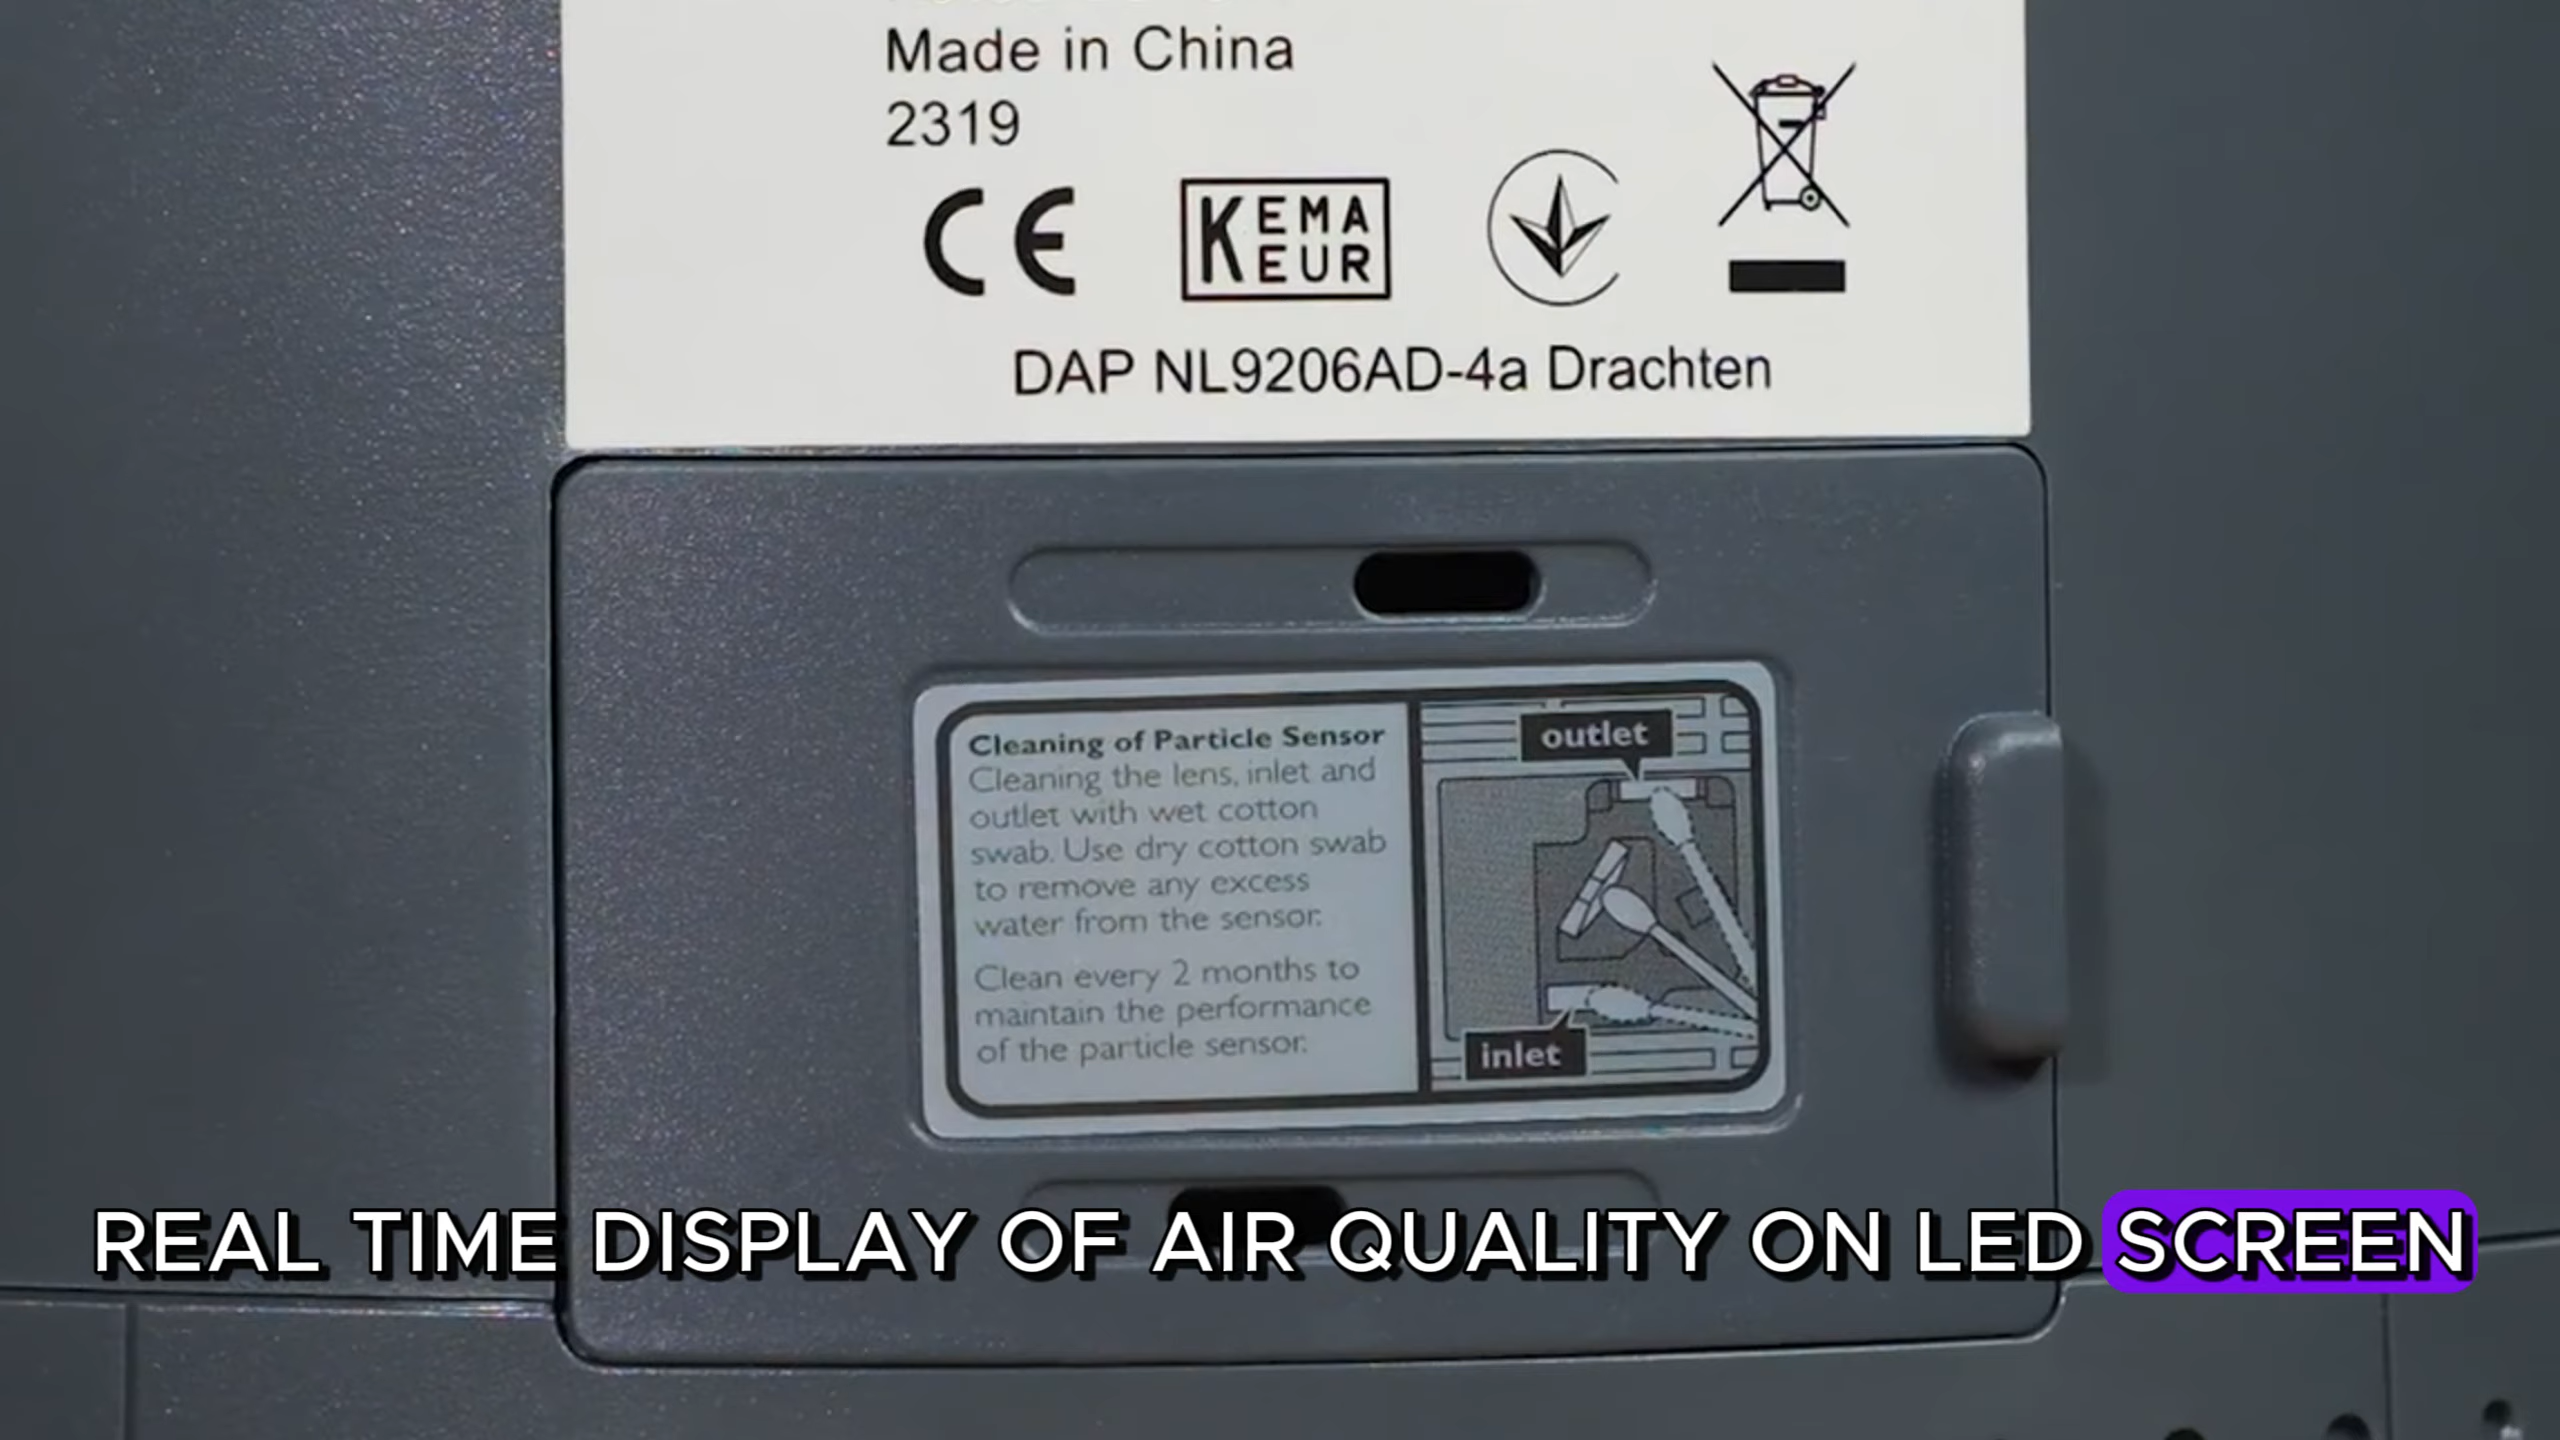 Made in China
2319
CE
KEMA
EUR
DAP NL9206AD-4a Drachten
Cleaning of Particle Sensor
Cleaning the lens, inlet and
outlet with wet cotton
swab. Use dry cotton swab
to remove any excess
water from the sensor.
Clean every 2 months to
maintain the performance
of the particle sensor.
outlet
inlet
REAL TIME DISPLAY OF AIR QUALITY ON LED SCREEN